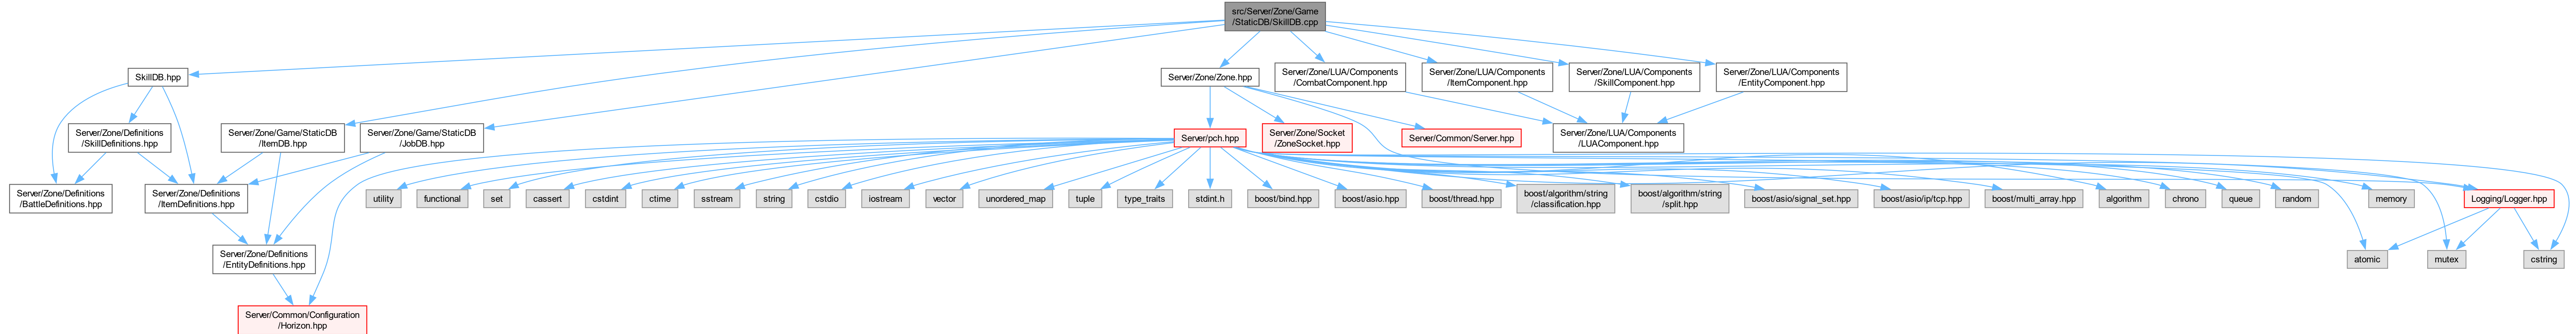 src/Server/Zone/Game
/StaticDB/SkillDB.cpp
SkillDB.hpp
Server/Zone/Zone.hpp
Server/Zone/LUA/Components
/CombatComponent.hpp
Server/Zone/LUA/Components
/ItemComponent.hpp
Server/Zone/LUA/Components
/SkillComponent.hpp
Server/Zone/LUA/Components
/EntityComponent.hpp
Server/Zone/Definitions
/SkillDefinitions.hpp
Server/Zone/Game/StaticDB
/ItemDB.hpp
Server/Zone/Game/StaticDB
/JobDB.hpp
Server/pch.hpp
Server/Zone/Socket
/ZoneSocket.hpp
Server/Common/Server.hpp
Server/Zone/LUA/Components
/LUAComponent.hpp
Server/Zone/Definitions
/BattleDefinitions.hpp
Server/Zone/Definitions
/ItemDefinitions.hpp
utility
functional
set
cassert
cstdint
ctime
sstream
string
cstdio
iostream
vector
unordered_map
tuple
type_traits
stdint.h
boost/bind.hpp
boost/asio.hpp
boost/thread.hpp
boost/algorithm/string
/classification.hpp
boost/algorithm/string
/split.hpp
boost/asio/signal_set.hpp
boost/asio/ip/tcp.hpp
boost/multi_array.hpp
algorithm
chrono
queue
random
memory
Logging/Logger.hpp
Server/Zone/Definitions
/EntityDefinitions.hpp
atomic
mutex
cstring
Server/Common/Configuration
/Horizon.hpp